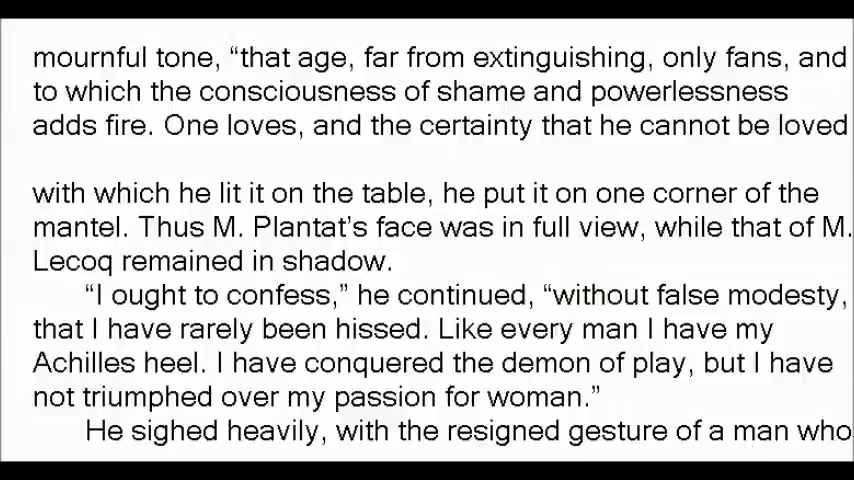 mournful tone, “that age, far from extinguishing, only fans, and
to which the consciousness of shame and powerlessness
adds fire. One loves, and the certainty that he cannot be loved
with which he lit it on the table, he put it on one corner of the
mantel. Thus M. Plantat’s face was in full view, while that of M.
Lecoq remained in shadow.
“I ought to confess,” he continued, “without false modesty,
that I have rarely been hissed. Like every man I have my
Achilles heel. I have conquered the demon of play, but I have
not triumphed over my passion for woman.”
He sighed heavily, with the resigned gesture of a man who